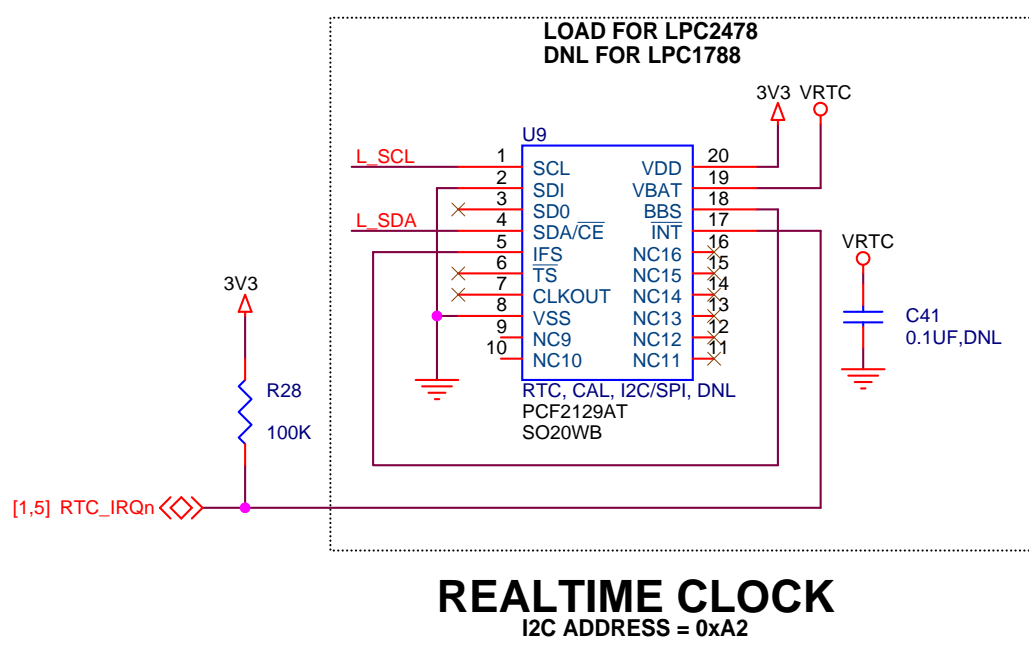 LOAD FOR LPC2478
DNL FOR LPC1788
3V3 VRTC
U9
L_SCL 1 SCL VDD 20
2 SDI VBAT 19
3 SD0 BBS 18
L_SDA 4 SDA/CE INT 17
5 IFS NC16 16
6 TS NC15 15
7 CLKOUT NC14 14
8 VSS NC13 13
9 NC9 NC12 12
10 NC10 NC11 11
RTC, CAL, I2C/SPI, DNL
PCF2129AT
SO20WB
VRTC
C41
0.1UF,DNL
3V3
R28
100K
[1,5] RTC_IRQn
REALTIME CLOCK
I2C ADDRESS = 0xA2